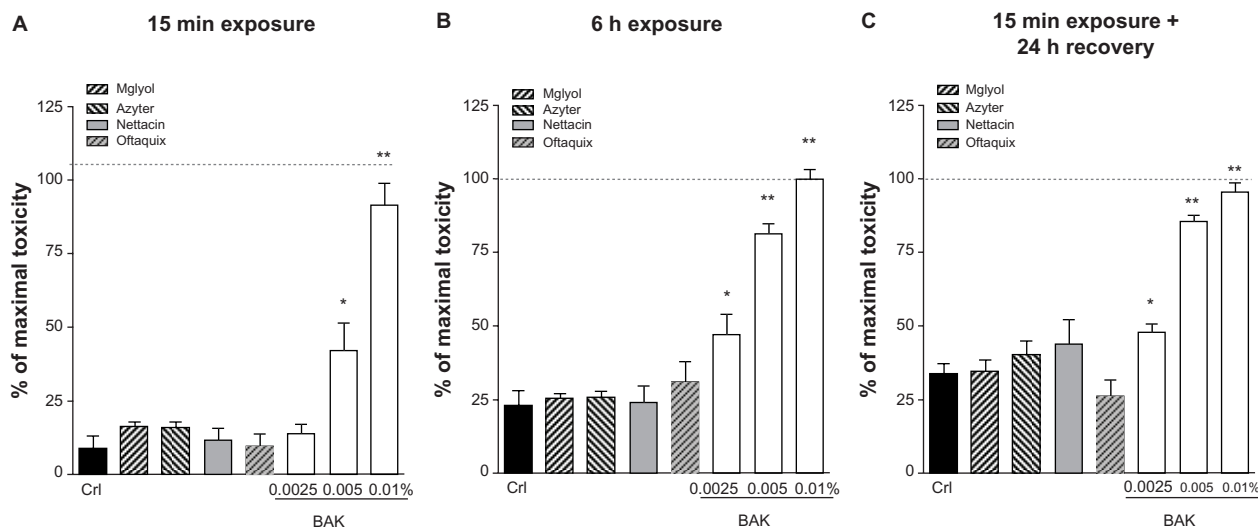 A
15 min exposure
Mglyol
Azyter
Nettacin
Oftaquix
% of maximal toxicity
125
100
75
50
25
0
*
**
Crl
0.0025 0.005 0.01%
BAK
B
6 h exposure
Mglyol
Azyter
Nettacin
Oftaquix
% of maximal toxicity
125
100
75
50
25
0
*
**
**
Crl
0.0025 0.005 0.01%
BAK
C
15 min exposure +
24 h recovery
Mglyol
Azyter
Nettacin
Oftaquix
% of maximal toxicity
125
100
75
50
25
0
*
**
**
Crl
0.0025 0.005 0.01%
BAK